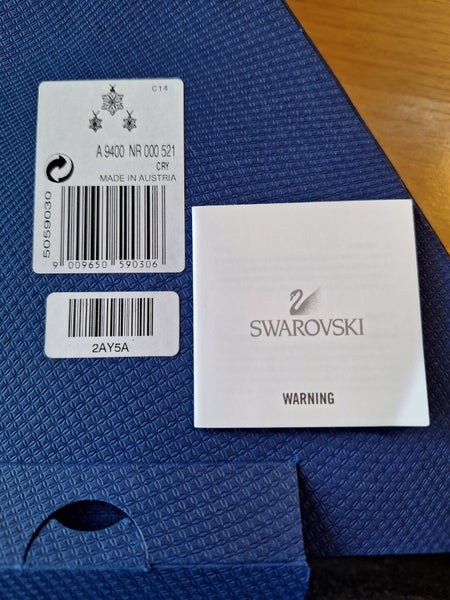 C14
A 9400 NR 000 521
CRY
MADE IN AUSTRIA
5059030
9 009650 590306
2AY5A
SWAROVSKI
WARNING